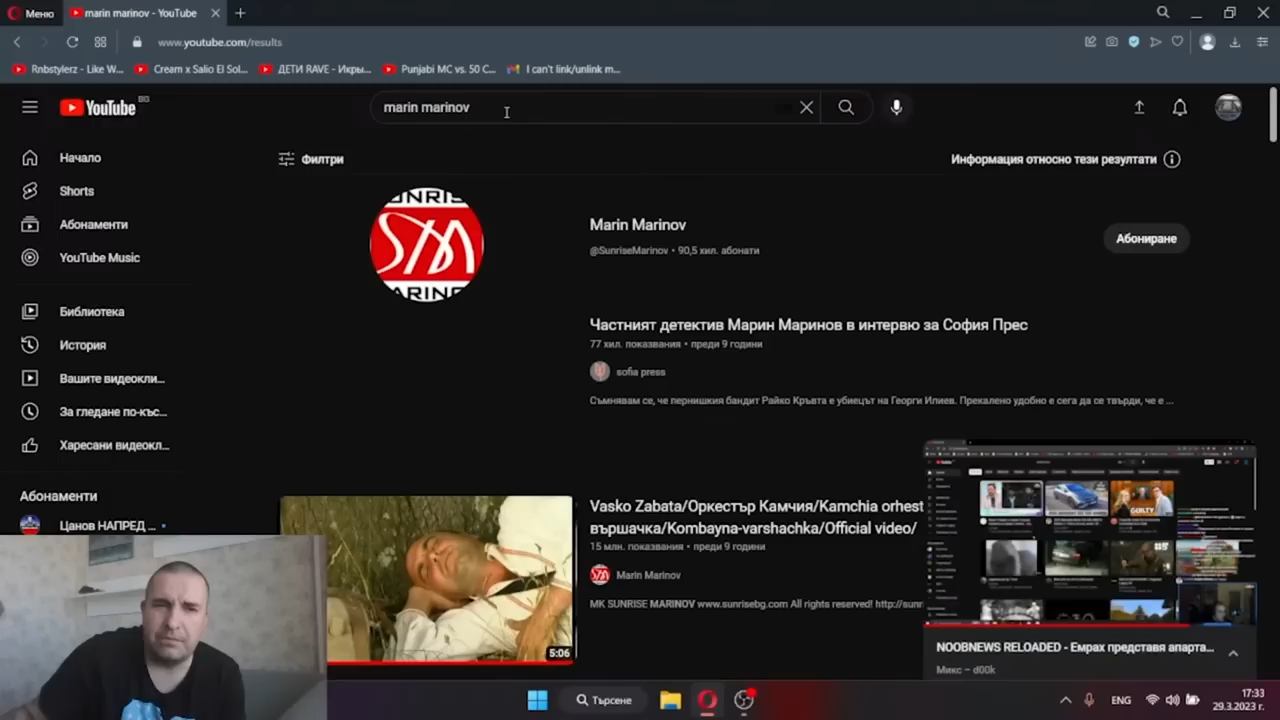 Меню
marin marinov - YouTube
www.youtube.com/results
Rnbstylerz - Like W...
Cream x Salio El Sol...
ДЕТИ RAVE - Икры...
Punjabi MC vs. 50 C...
I can't link/unlink m...
YouTube BG
marin marinov
Начало
Shorts
Абонаменти
YouTube Music
Библиотека
История
Вашите видеокли...
За гледане по-къс...
Харесани видеокл...
Абонаменти
Цанов НАПРЕД ...
Филтри
Информация относно тези резултати
SM
Marin Marinov
@SunriseMarinov • 90,5 хил. абонати
Абониране
Частният детектив Марин Маринов в интервю за София Прес
77 хил. показвания • преди 9 години
sofia press
Съмнявам се, че пернишкия бандит Райко Кръвта е убиецът на Георги Илиев. Прекалено удобно е сега да се твърди, че е ...
Vasko Zabata/Оркестър Камчия/Kamchia orhest
вършачка/Kombayna-varshachka/Official video/
15 млн. показвания • преди 9 години
Marin Marinov
MK SUNRISE MARINOV www.sunrisebg.com All rights reserved! http://sunr
5:06
GUILTY
NOOBNEWS RELOADED - Емрах представя апарта...
Микс – d00k
Търсене
ENG
17:33
29.3.2023 г.